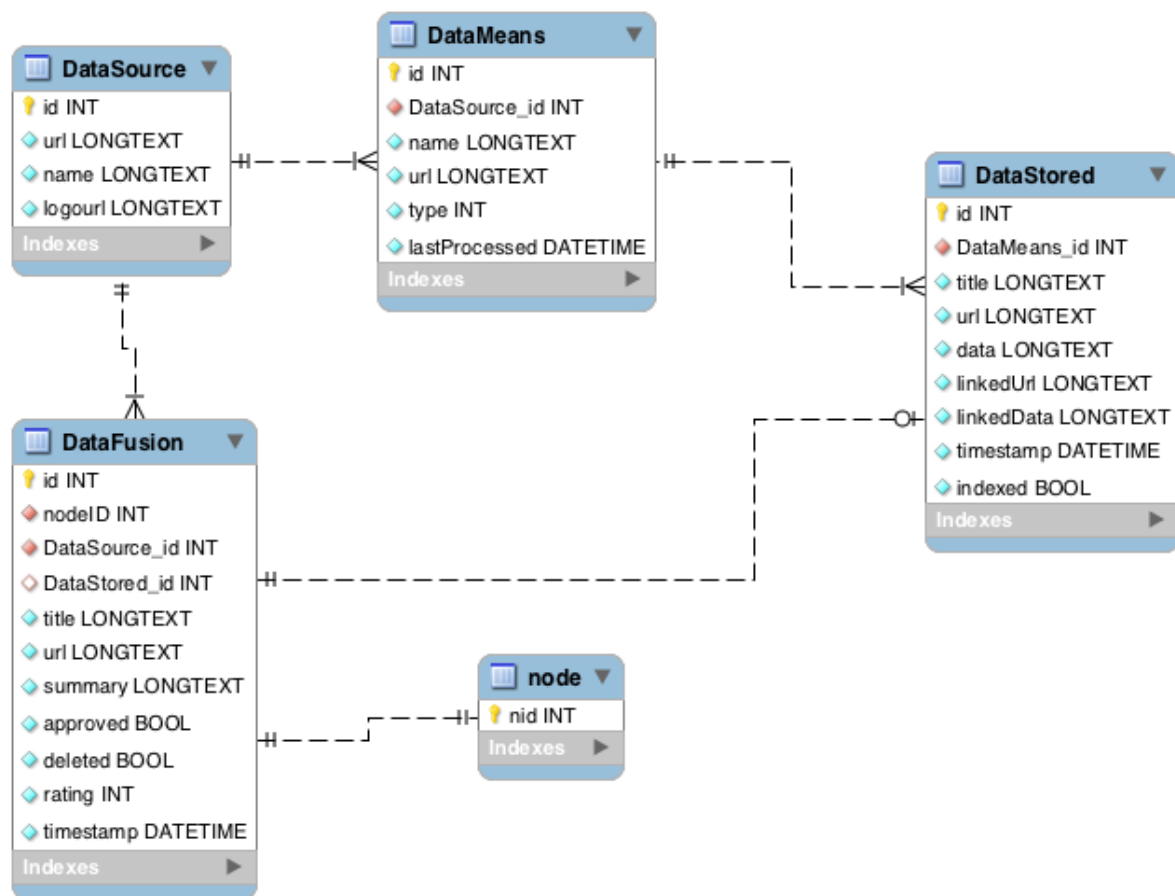 DataSource
id INT
url LONGTEXT
name LONGTEXT
logourl LONGTEXT
Indexes
DataMeans
id INT
DataSource_id INT
name LONGTEXT
url LONGTEXT
type INT
lastProcessed DATETIME
Indexes
DataStored
id INT
DataMeans_id INT
title LONGTEXT
url LONGTEXT
data LONGTEXT
linkedUrl LONGTEXT
linkedData LONGTEXT
timestamp DATETIME
indexed BOOL
Indexes
DataFusion
id INT
nodeID INT
DataSource_id INT
DataStored_id INT
title LONGTEXT
url LONGTEXT
summary LONGTEXT
approved BOOL
deleted BOOL
rating INT
timestamp DATETIME
Indexes
node
nid INT
Indexes